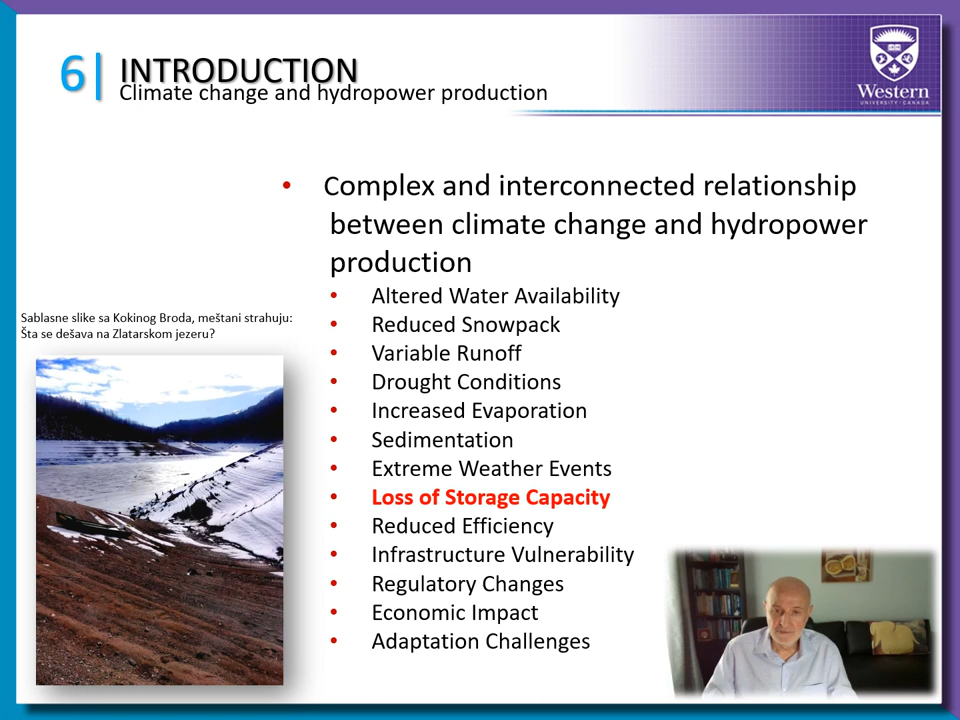 6| INTRODUCTION
Climate change and hydropower production
Western
UNIVERSITY · CANADA
• Complex and interconnected relationship
between climate change and hydropower
production
• Altered Water Availability
• Reduced Snowpack
• Variable Runoff
• Drought Conditions
• Increased Evaporation
• Sedimentation
• Extreme Weather Events
• Loss of Storage Capacity
• Reduced Efficiency
• Infrastructure Vulnerability
• Regulatory Changes
• Economic Impact
• Adaptation Challenges
Sablasne slike sa Kokinog Broda, meštani strahuju:
Šta se dešava na Zlatarskom jezeru?